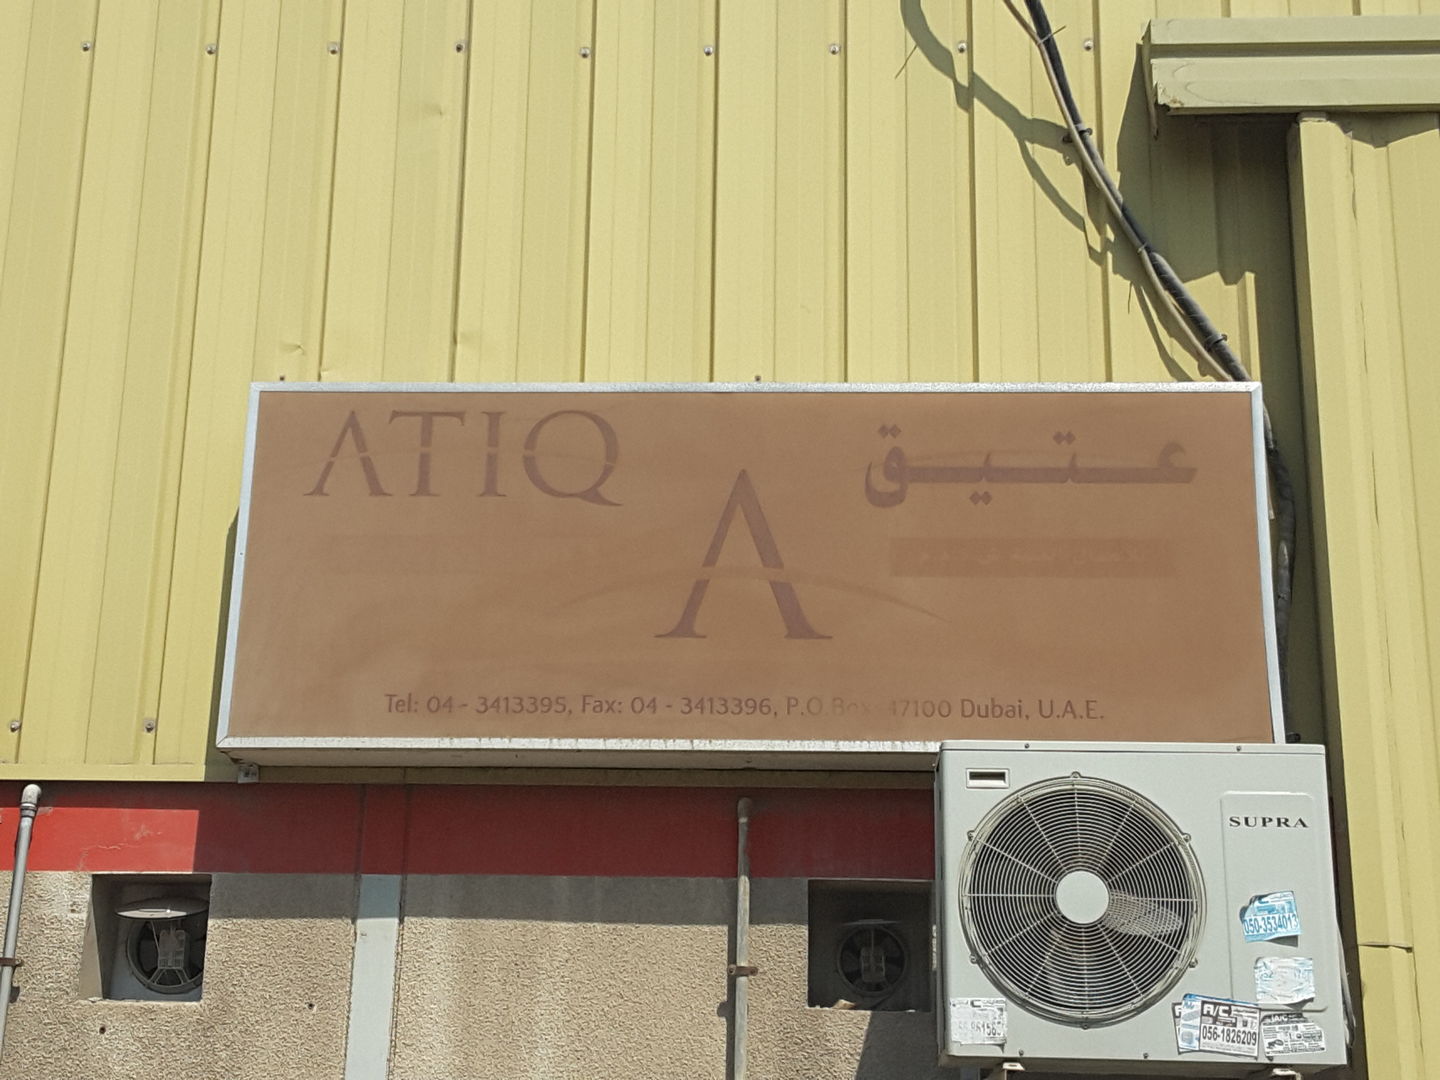 ATIQ
عتيق
A
Tel: 04 - 3413395, Fax: 04 - 3413396, P.O.Box 47100 Dubai, U.A.E.
SUPRA
050-3534013
A/C
056-1826209